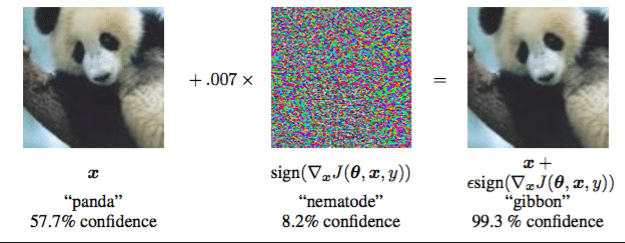 + .007 ×
=
x
sign(∇ₓJ(θ, x, y))
x +
ϵsign(∇ₓJ(θ, x, y))
“panda”
“nematode”
“gibbon”
57.7% confidence
8.2% confidence
99.3 % confidence